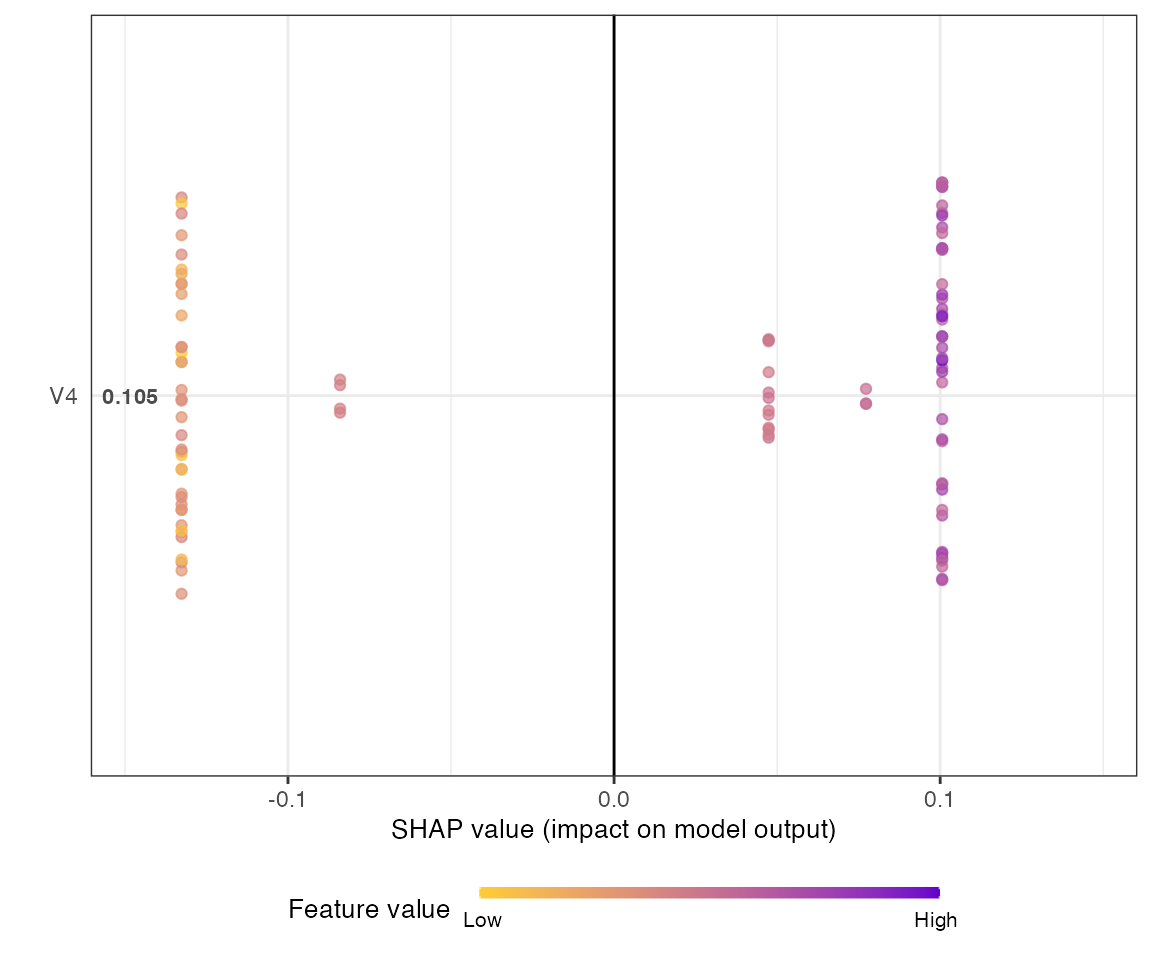 V4 0.105
-0.1 0.0 0.1
SHAP value (impact on model output)
Feature value
Low High